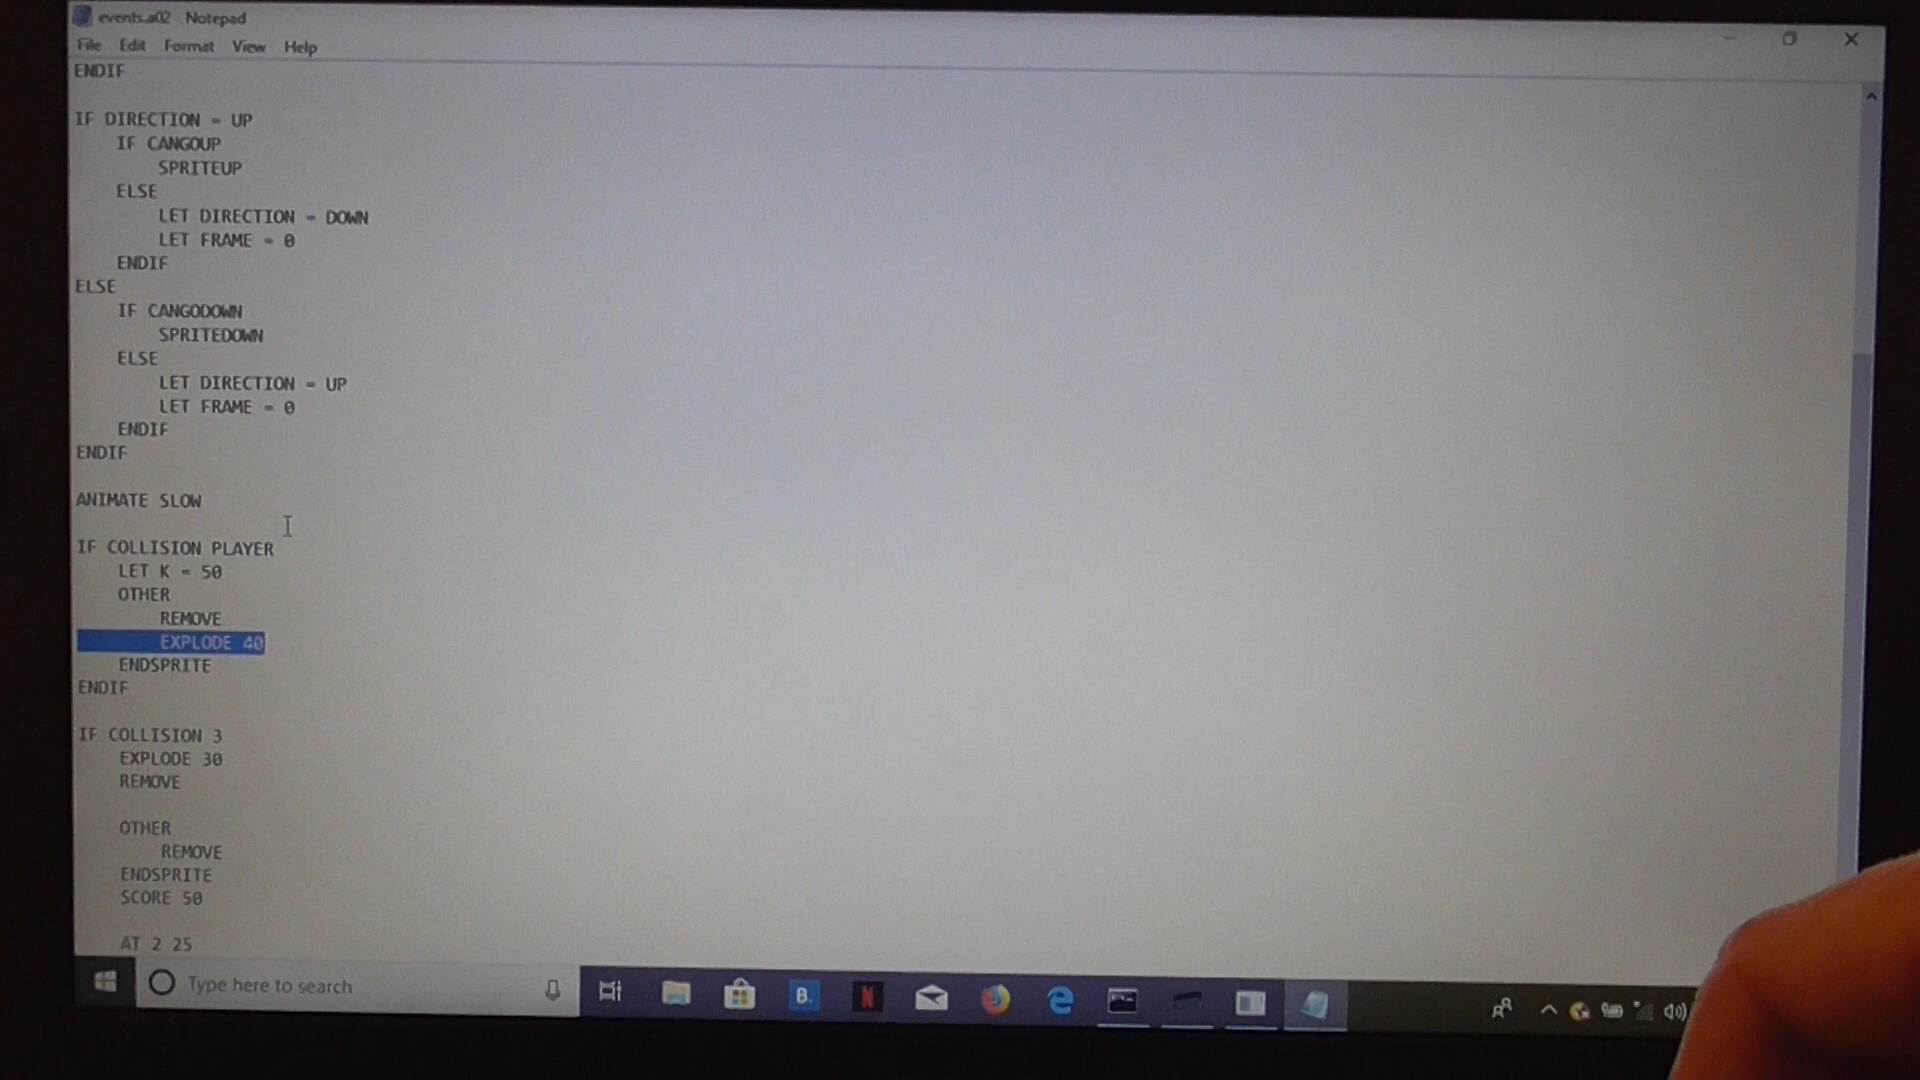 events.a02 Notepad
File Edit Format View Help
ENDIF
IF DIRECTION = UP
IF CANGOUP
SPRITEUP
ELSE
LET DIRECTION = DOWN
LET FRAME = 0
ENDIF
ELSE
IF CANGODOWN
SPRITEDOWN
ELSE
LET DIRECTION = UP
LET FRAME = 0
ENDIF
ENDIF
ANIMATE SLOW
IF COLLISION PLAYER
LET K = 50
OTHER
REMOVE
EXPLODE 40
ENDSPRITE
ENDIF
IF COLLISION 3
EXPLODE 30
REMOVE
OTHER
REMOVE
ENDSPRITE
SCORE 50
AT 2 25
Type here to search
B.
N